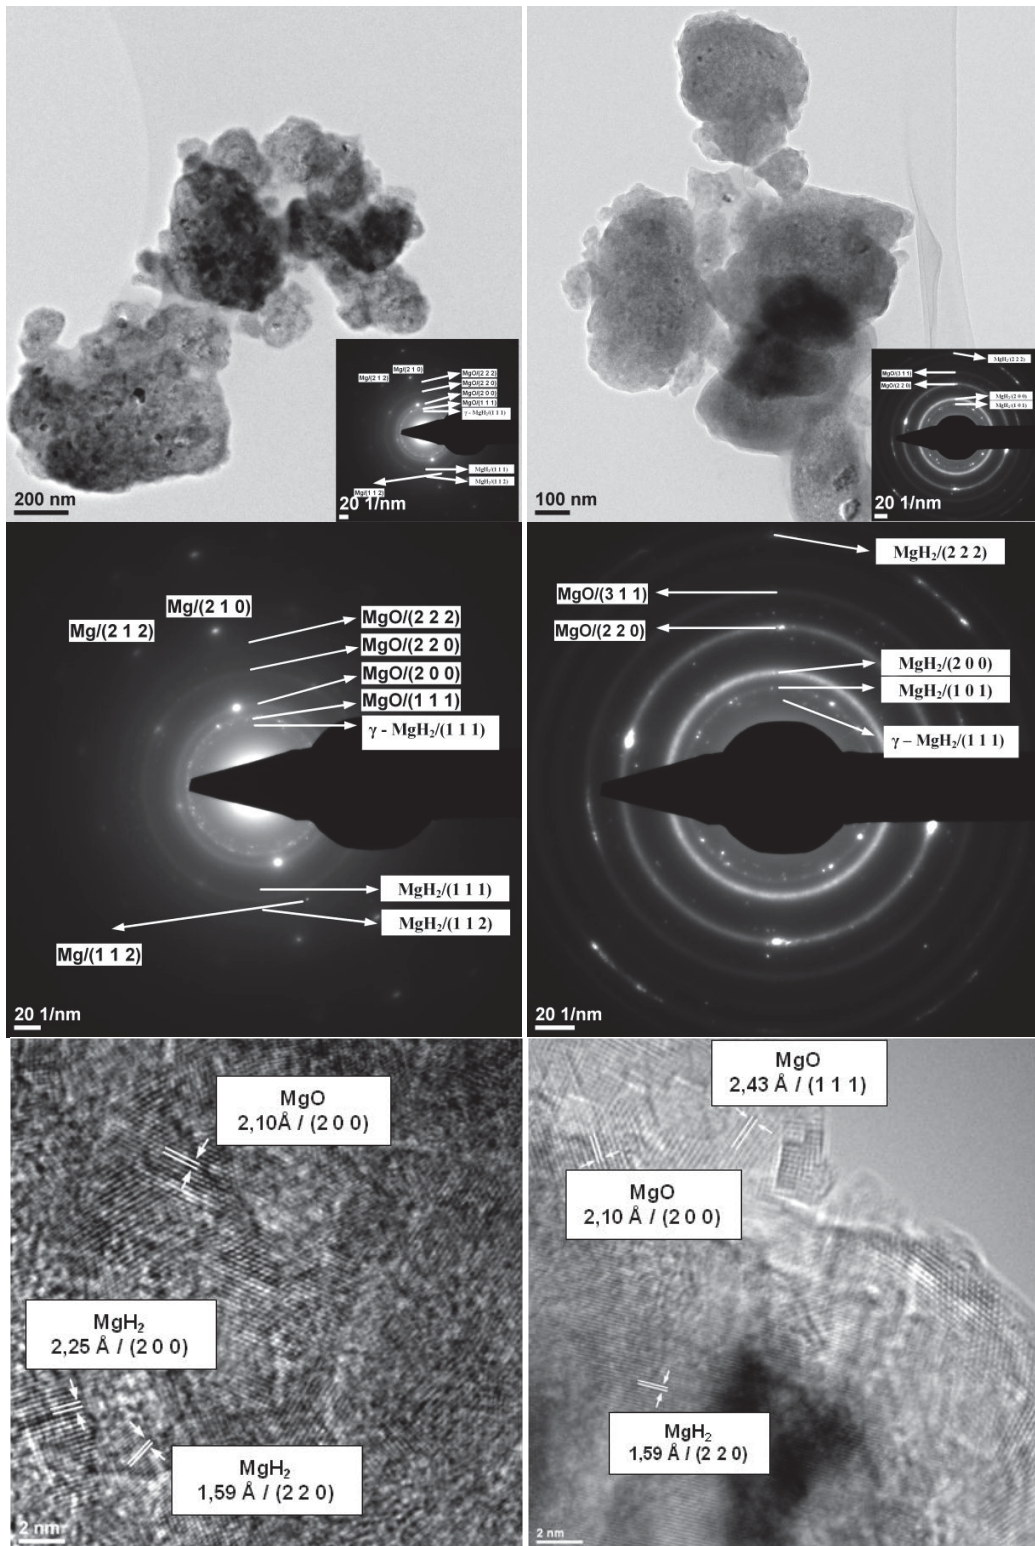 Mg/(2 1 0)
Mg/(2 1 2)
MgO/(2 2 2)
MgO/(2 2 0)
MgO/(2 0 0)
MgO/(1 1 1)
γ - MgH₂/(1 1 1)
MgH₂/(1 1 1)
MgH₂/(1 1 2)
Mg/(1 1 2)
200 nm
20 1/nm
MgH₂/(2 2 2)
MgO/(3 1 1)
MgO/(2 2 0)
MgH₂/(2 0 0)
MgH₂/(1 0 1)
100 nm
20 1/nm
Mg/(2 1 0)
Mg/(2 1 2)
MgO/(2 2 2)
MgO/(2 2 0)
MgO/(2 0 0)
MgO/(1 1 1)
γ - MgH₂/(1 1 1)
MgH₂/(1 1 1)
MgH₂/(1 1 2)
Mg/(1 1 2)
20 1/nm
MgH₂/(2 2 2)
MgO/(3 1 1)
MgO/(2 2 0)
MgH₂/(2 0 0)
MgH₂/(1 0 1)
γ – MgH₂/(1 1 1)
20 1/nm
MgO
2,10Å / (2 0 0)
MgH₂
2,25 Å / (2 0 0)
MgH₂
1,59 Å / (2 2 0)
2 nm
MgO
2,43 Å / (1 1 1)
MgO
2,10 Å / (2 0 0)
MgH₂
1,59 Å / (2 2 0)
2 nm